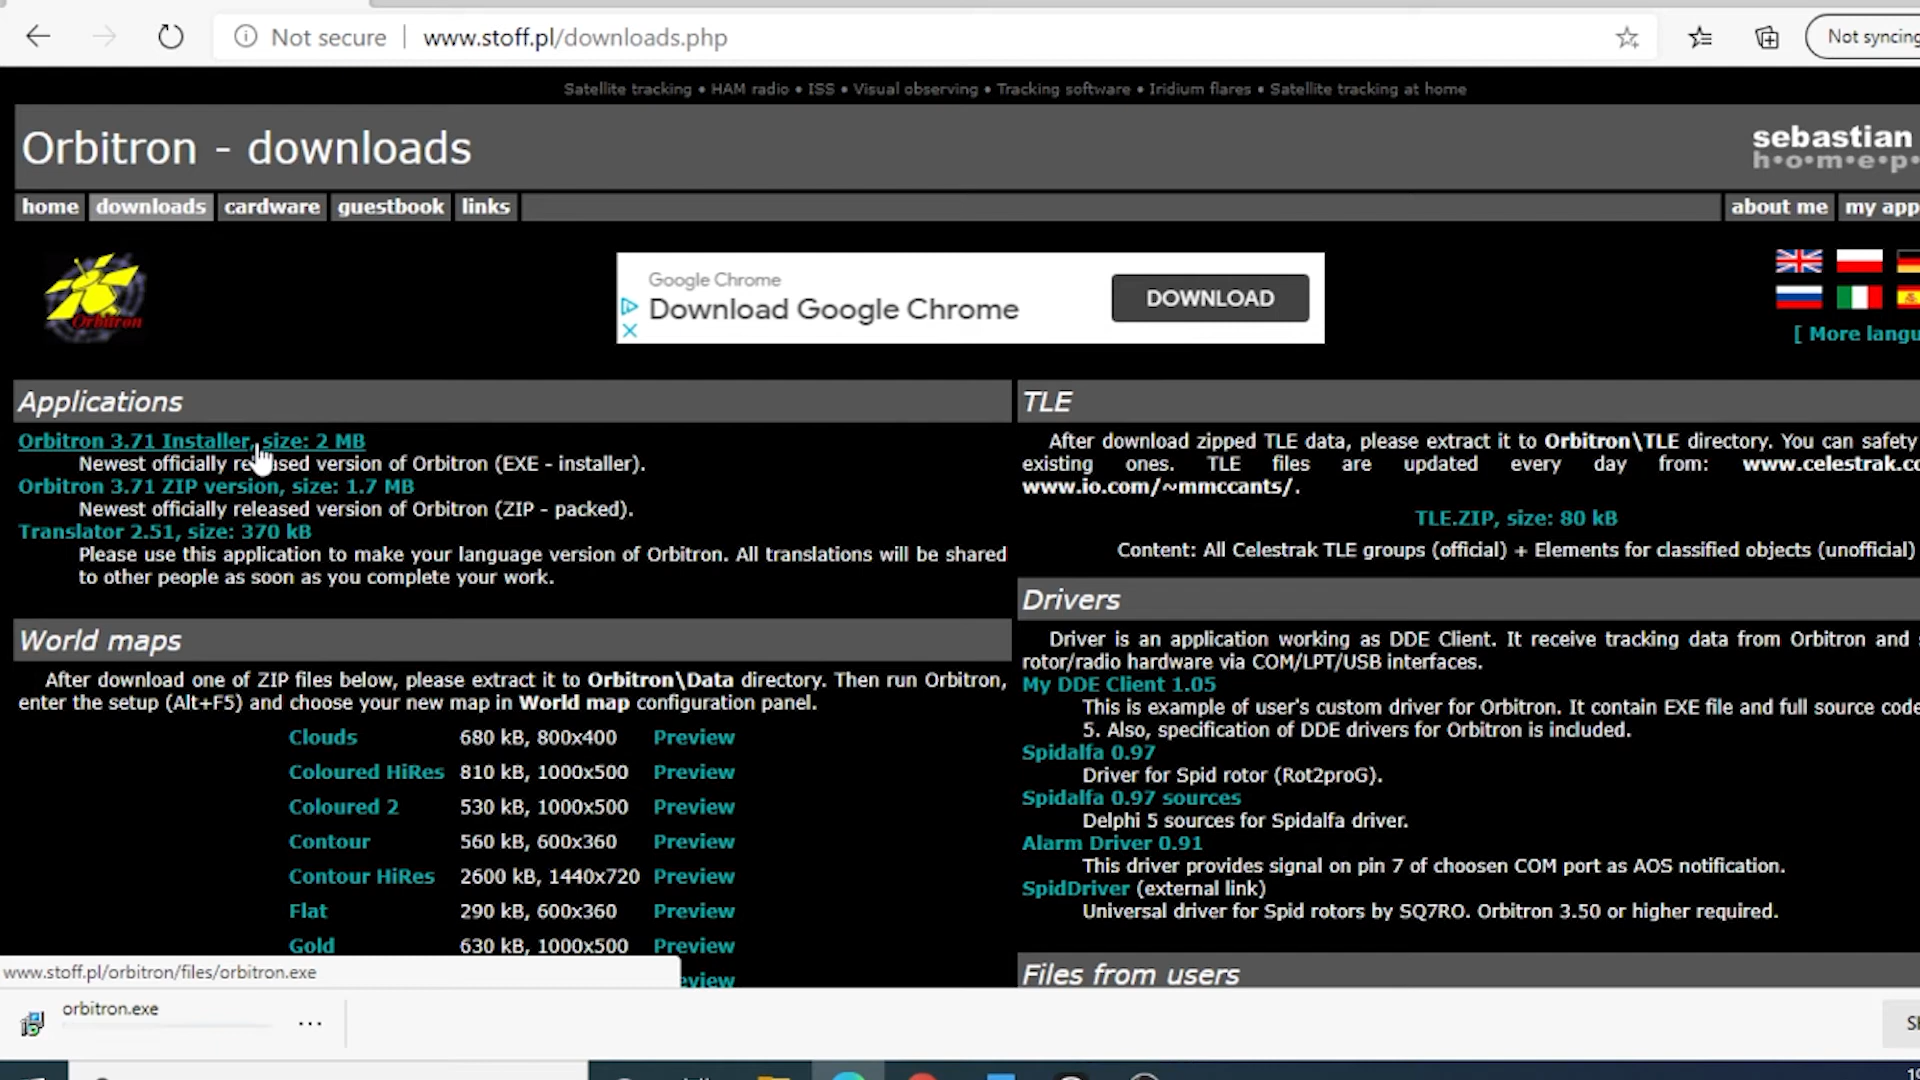 Not secure
www.stoff.pl/downloads.php
Not syncing
Satellite tracking • HAM radio • ISS • Visual observing • Tracking software • Iridium flares • Satellite tracking at home
Orbitron - downloads
sebastian
h•o•m•e•p•
home
downloads
cardware
guestbook
links
about me
my app
Orbitron
Google Chrome
Download Google Chrome
DOWNLOAD
[ More langu
Applications
Orbitron 3.71 Installer, size: 2 MB
Newest officially released version of Orbitron (EXE - installer).
Orbitron 3.71 ZIP version, size: 1.7 MB
Newest officially released version of Orbitron (ZIP - packed).
Translator 2.51, size: 370 kB
Please use this application to make your language version of Orbitron. All translations will be shared
to other people as soon as you complete your work.
World maps
After download one of ZIP files below, please extract it to Orbitron\Data directory. Then run Orbitron,
enter the setup (Alt+F5) and choose your new map in World map configuration panel.
Clouds 680 kB, 800x400 Preview
Coloured HiRes 810 kB, 1000x500 Preview
Coloured 2 530 kB, 1000x500 Preview
Contour 560 kB, 600x360 Preview
Contour HiRes 2600 kB, 1440x720 Preview
Flat 290 kB, 600x360 Preview
Gold 630 kB, 1000x500 Preview
eview
TLE
After download zipped TLE data, please extract it to Orbitron\TLE directory. You can safety
existing ones. TLE files are updated every day from: www.celestrak.co
www.io.com/~mmccants/.
TLE.ZIP, size: 80 kB
Content: All Celestrak TLE groups (official) + Elements for classified objects (unofficial)
Drivers
Driver is an application working as DDE Client. It receive tracking data from Orbitron and s
rotor/radio hardware via COM/LPT/USB interfaces.
My DDE Client 1.05
This is example of user's custom driver for Orbitron. It contain EXE file and full source code
5. Also, specification of DDE drivers for Orbitron is included.
Spidalfa 0.97
Driver for Spid rotor (Rot2proG).
Spidalfa 0.97 sources
Delphi 5 sources for Spidalfa driver.
Alarm Driver 0.91
This driver provides signal on pin 7 of choosen COM port as AOS notification.
SpidDriver (external link)
Universal driver for Spid rotors by SQ7RO. Orbitron 3.50 or higher required.
Files from users
www.stoff.pl/orbitron/files/orbitron.exe
orbitron.exe